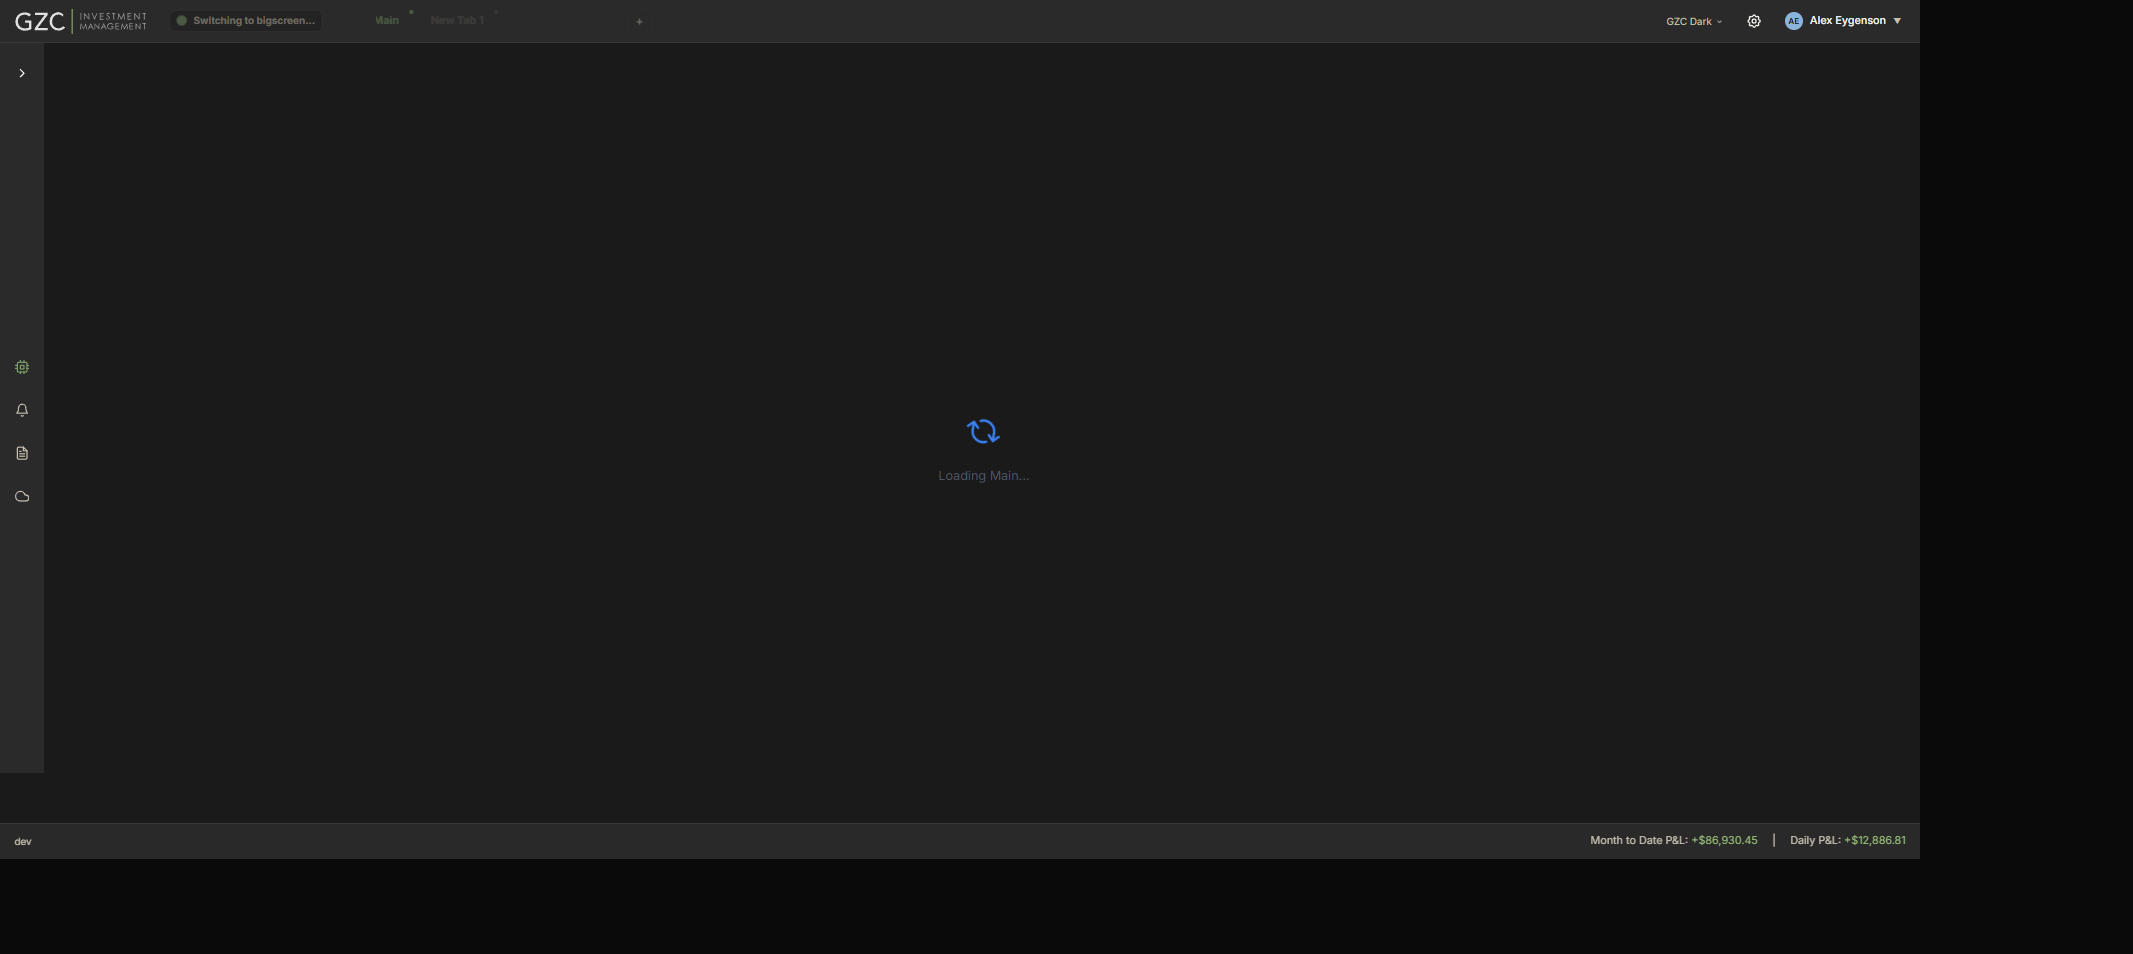 GZC INVESTMENT MANAGEMENT
Switching to bigscreen...
Main
New Tab 1
+
GZC Dark
AE Alex Eygenson
Loading Main...
dev
Month to Date P&L: +$86,930.45 | Daily P&L: +$12,886.81